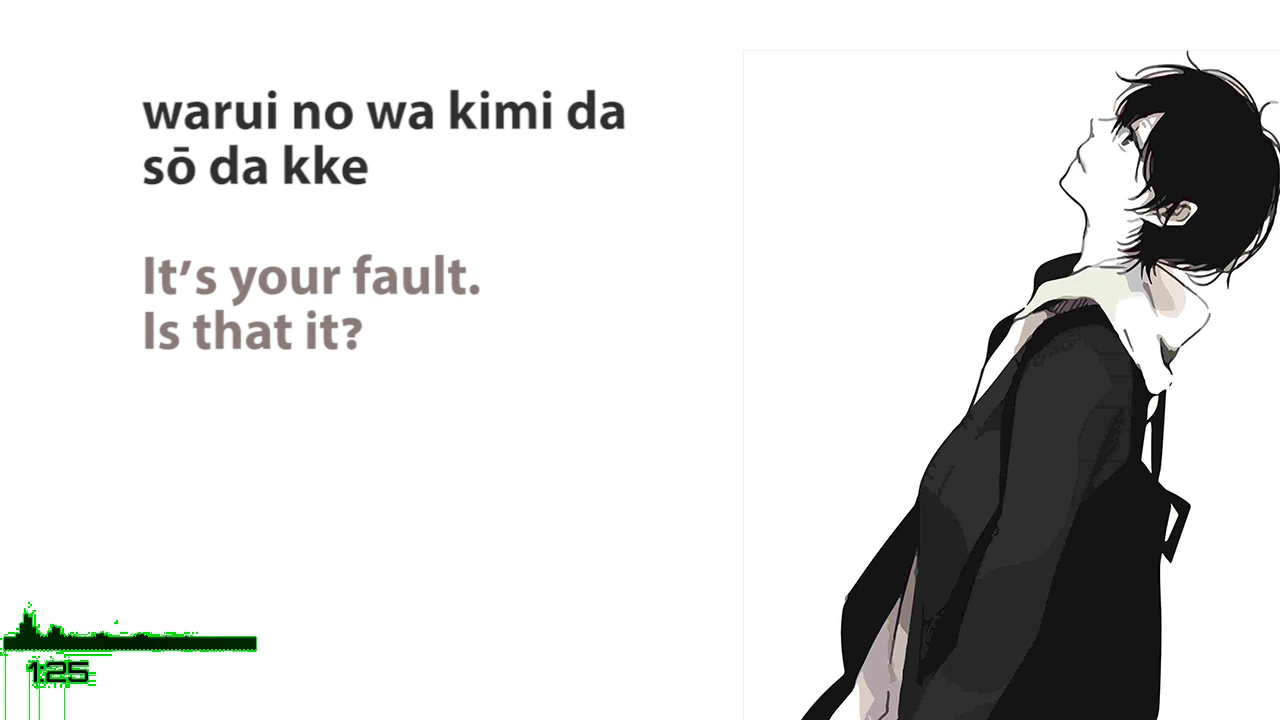 warui no wa kimi da
sō da kke
It’s your fault.
Is that it?
1:25